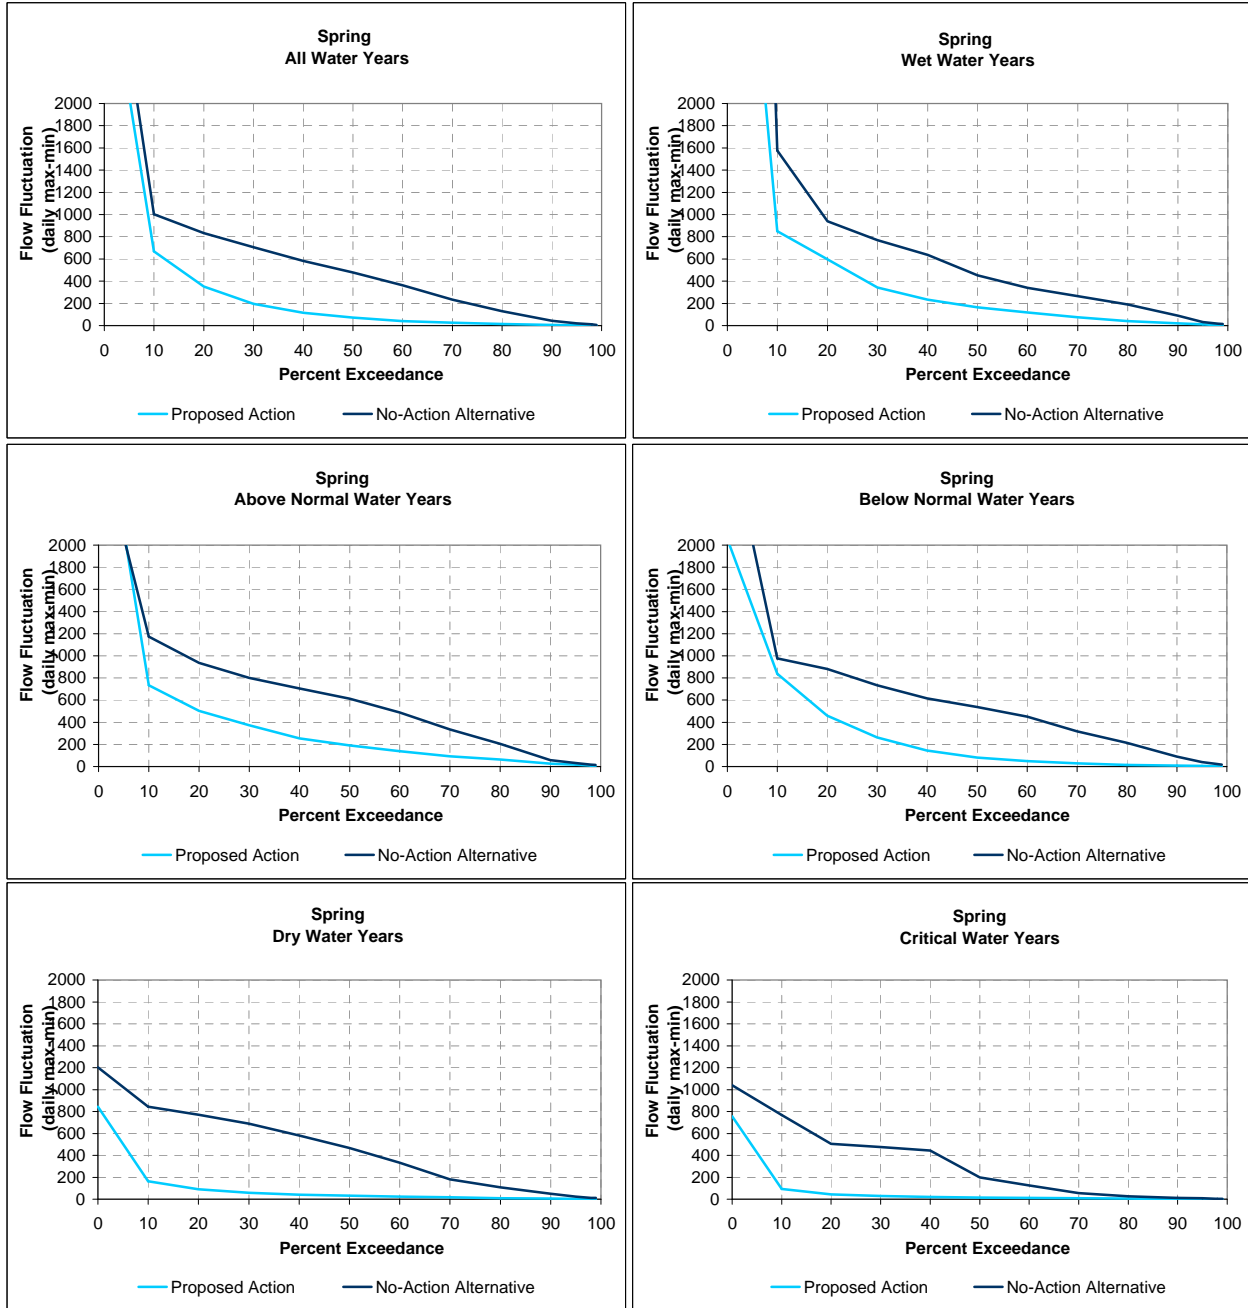 Spring
All Water Years
Flow Fluctuation
(daily max-min)
2000
1800
1600
1400
1200
1000
800
600
400
200
0
0 10 20 30 40 50 60 70 80 90 100
Percent Exceedance
Proposed Action No-Action Alternative
Spring
Wet Water Years
Flow Fluctuation
(daily max-min)
2000
1800
1600
1400
1200
1000
800
600
400
200
0
0 10 20 30 40 50 60 70 80 90 100
Percent Exceedance
Proposed Action No-Action Alternative
Spring
Above Normal Water Years
Flow Fluctuation
(daily max-min)
2000
1800
1600
1400
1200
1000
800
600
400
200
0
0 10 20 30 40 50 60 70 80 90 100
Percent Exceedance
Proposed Action No-Action Alternative
Spring
Below Normal Water Years
Flow Fluctuation
(daily max-min)
2000
1800
1600
1400
1200
1000
800
600
400
200
0
0 10 20 30 40 50 60 70 80 90 100
Percent Exceedance
Proposed Action No-Action Alternative
Spring
Dry Water Years
Flow Fluctuation
(daily max-min)
2000
1800
1600
1400
1200
1000
800
600
400
200
0
0 10 20 30 40 50 60 70 80 90 100
Percent Exceedance
Proposed Action No-Action Alternative
Spring
Critical Water Years
Flow Fluctuation
(daily max-min)
2000
1800
1600
1400
1200
1000
800
600
400
200
0
0 10 20 30 40 50 60 70 80 90 100
Percent Exceedance
Proposed Action No-Action Alternative